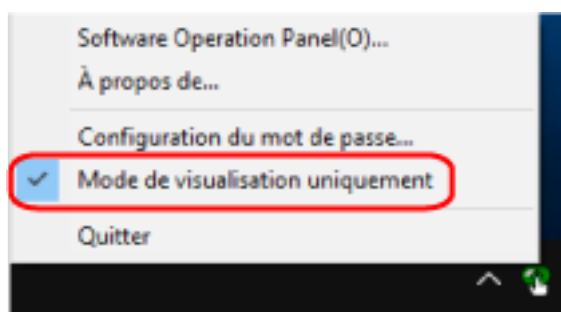 Software Operation Panel(O)...
À propos de...
Configuration du mot de passe...
Mode de visualisation uniquement
Quitter